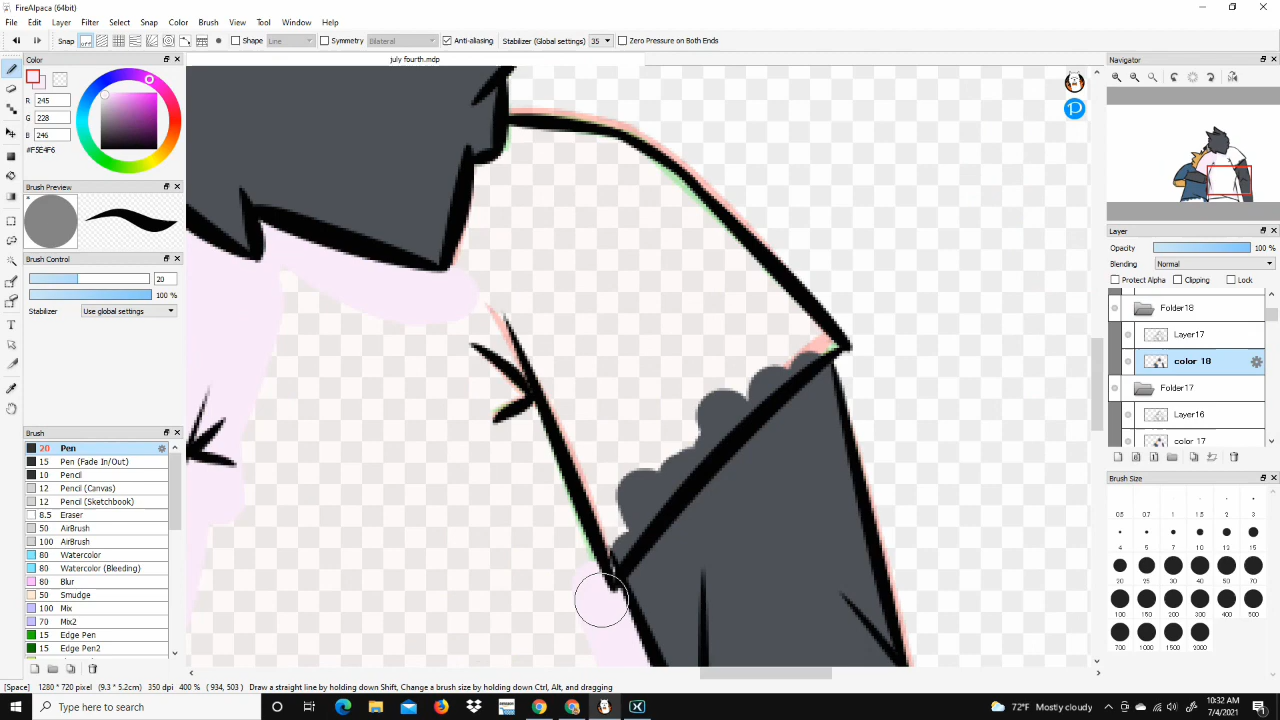 FireAlpaca (64bit)
File Edit Layer Filter Select Snap Color Brush View Tool Window Help
Snap Shape Line Symmetry Bilateral Anti-aliasing Stabilizer (Global settings) 35 Zero Pressure on Both Ends
july fourth.mdp
Color
R 245
G 228
B 246
#F5E4F6
Brush Preview
Brush Control
20
100 %
Stabilizer Use global settings
Brush
20 Pen
15 Pen (Fade In/Out)
10 Pencil
12 Pencil (Canvas)
12 Pencil (Sketchbook)
8.5 Eraser
50 AirBrush
100 AirBrush
80 Watercolor
80 Watercolor (Bleeding)
80 Blur
50 Smudge
100 Mix
70 Mix2
15 Edge Pen
15 Edge Pen2
Navigator
Layer
Opacity 100 %
Blending Normal
Protect Alpha Clipping Lock
Folder18
Layer17
color 18
Folder17
Layer16
color 17
Brush Size
0.5 0.7 1 1.5 2 3
4 5 7 10 12 15
20 25 30 40 50 70
100 150 200 300 400 500
700 1000 1500 2000
[Space] 1280 * 720 pixel (9.3 * 5.2cm) 350 dpi 400 % ( 934, 503 ) Draw a straight line by holding down Shift, Change a brush size by holding down Ctrl, Alt, and dragging
Type here to search
72°F Mostly cloudy
10:32 AM
7/4/2021